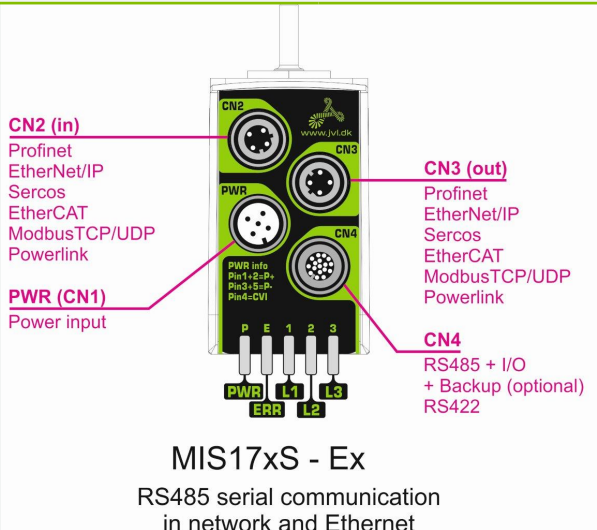 CN2
www.jvl.dk
CN3
PWR
CN4
PWR info
Pin1+2=P+
Pin3+5=P-
Pin4=CVI
P E 1 2 3
PWR L1 L3
ERR L2
CN2 (in)
Profinet
EtherNet/IP
Sercos
EtherCAT
ModbusTCP/UDP
Powerlink
PWR (CN1)
Power input
CN3 (out)
Profinet
EtherNet/IP
Sercos
EtherCAT
ModbusTCP/UDP
Powerlink
CN4
RS485 + I/O
+ Backup (optional)
RS422
MIS17xS - Ex
RS485 serial communication
in network and Ethernet